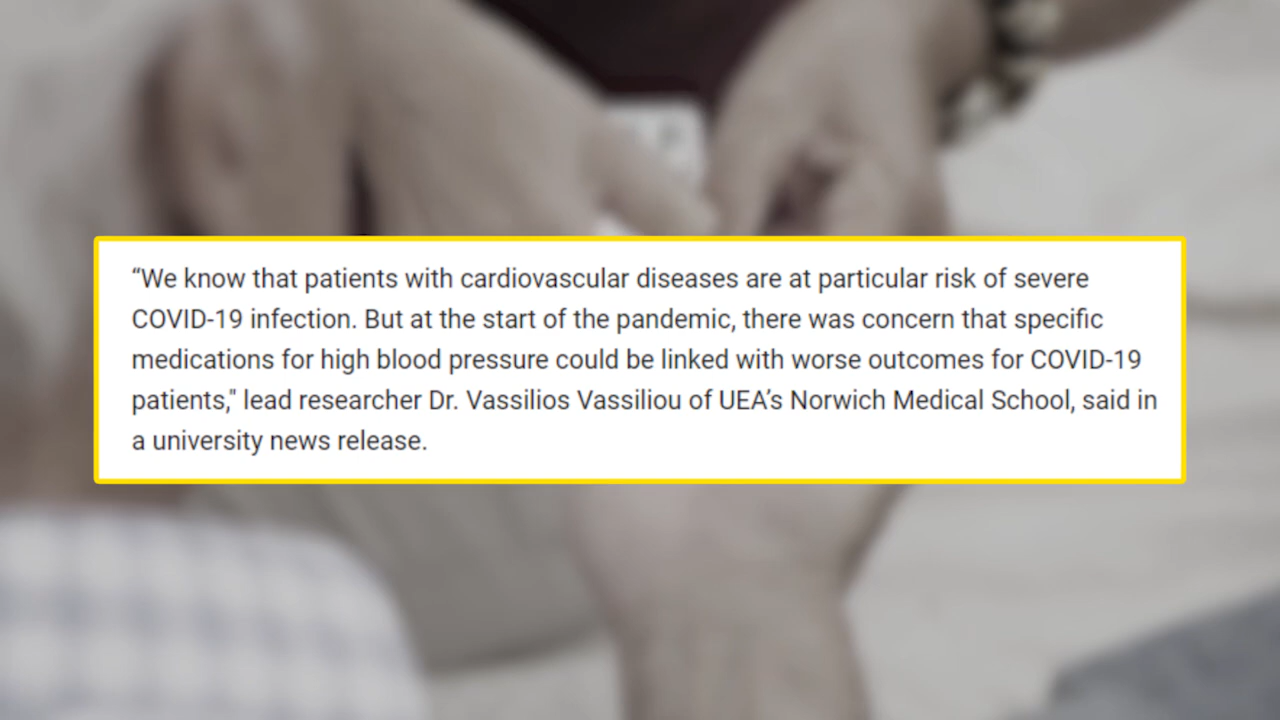 “We know that patients with cardiovascular diseases are at particular risk of severe
COVID-19 infection. But at the start of the pandemic, there was concern that specific
medications for high blood pressure could be linked with worse outcomes for COVID-19
patients," lead researcher Dr. Vassilios Vassiliou of UEA’s Norwich Medical School, said in
a university news release.